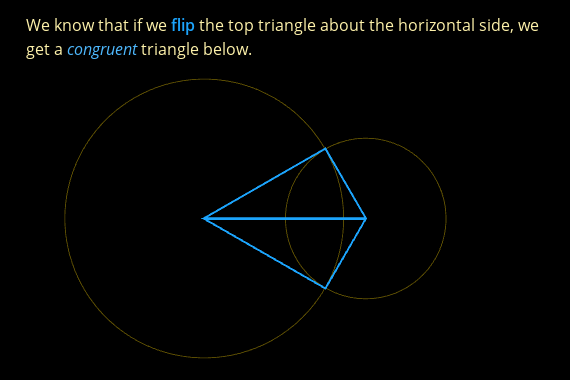 We know that if we flip the top triangle about the horizontal side, we
get a congruent triangle below.